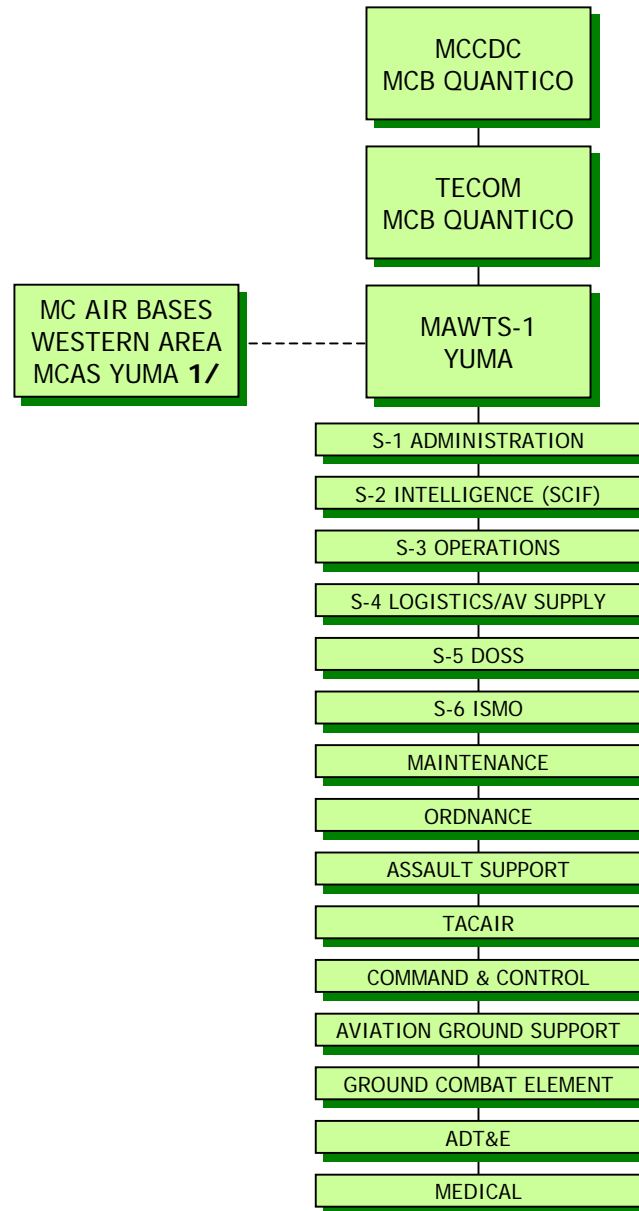 MCCDC
MCB QUANTICO
TECOM
MCB QUANTICO
MC AIR BASES
WESTERN AREA
MCAS YUMA 1/
MAWTS-1
YUMA
S-1 ADMINISTRATION
S-2 INTELLIGENCE (SCIF)
S-3 OPERATIONS
S-4 LOGISTICS/AV SUPPLY
S-5 DOSS
S-6 ISMO
MAINTENANCE
ORDNANCE
ASSAULT SUPPORT
TACAIR
COMMAND & CONTROL
AVIATION GROUND SUPPORT
GROUND COMBAT ELEMENT
ADT&E
MEDICAL